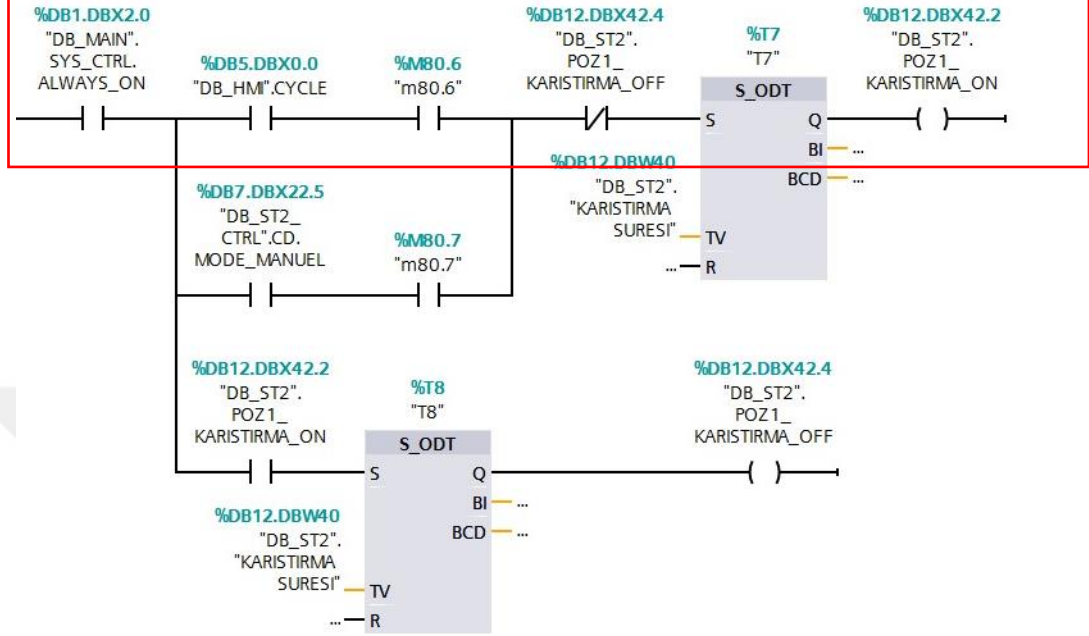 %DB1.DBX2.0
"DB_MAIN".
SYS_CTRL.
ALWAYS_ON
%DB5.DBX0.0
"DB_HMI".CYCLE
%M80.6
"m80.6"
%DB12.DBX42.4
"DB_ST2".
POZ1_
KARISTIRMA_OFF
%T7
"T7"
S_ODT
S
Q
BI
...
BCD
...
TV
... R
%DB12.DBX42.2
"DB_ST2".
POZ1_
KARISTIRMA_ON
%DB12.DBW40
"DB_ST2".
"KARISTIRMA
SURESI"
%DB7.DBX22.5
"DB_ST2_
CTRL".CD.
MODE_MANUEL
%M80.7
"m80.7"
%DB12.DBX42.2
"DB_ST2".
POZ1_
KARISTIRMA_ON
%T8
"T8"
S_ODT
S
Q
BI
...
BCD
...
TV
... R
%DB12.DBX42.4
"DB_ST2".
POZ1_
KARISTIRMA_OFF
%DB12.DBW40
"DB_ST2".
"KARISTIRMA
SURESI"